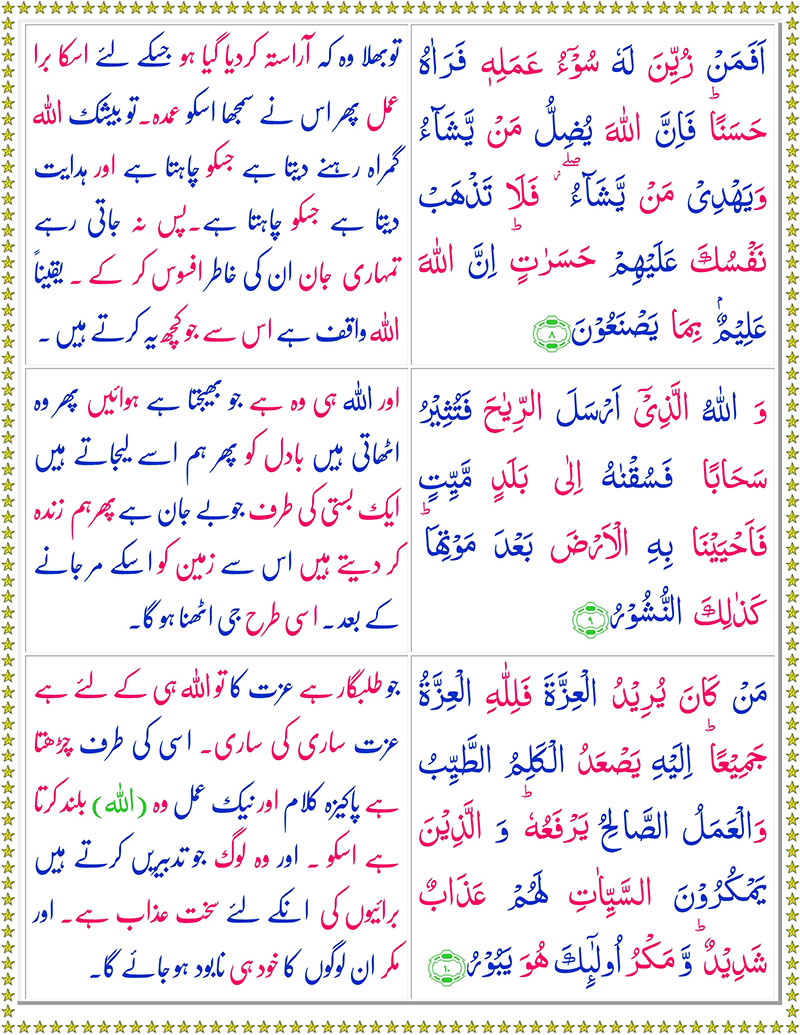 اَفَمَنۡ زُيِّنَ لَهٗ سُوۡٓءُ عَمَلِهٖ فَرَاٰهُ
حَسَنًا ؕ فَاِنَّ اللّٰهَ يُضِلُّ مَنۡ يَّشَآءُ
وَيَهۡدِىۡ مَنۡ يَّشَآءُ ۖ فَلَا تَذۡهَبۡ
نَفۡسُكَ عَلَيۡهِمۡ حَسَرٰتٍ ؕ اِنَّ اللّٰهَ
عَلِيۡمٌۢ بِمَا يَصۡنَعُوۡنَ ۸
توبھلا وہ کہ آراستہ کردیا گیا ہو جسکے لئے اسکا برا
عمل پھر اس نے سمجھا اسکو عمدہ۔ تو بیشک اللہ
گمراہ رہنے دیتا ہے جسکو چاہتا ہے اور ہدایت
دیتا ہے جسکو چاہتا ہے۔ پس نہ جاتی رہے
تمہاری جان ان کی خاطر افسوس کر کے ۔ یقیناً
اللہ واقف ہے اس سے جو کچھ یہ کرتے ہیں ۔
وَ اللّٰهُ الَّذِىۡۤ اَرۡسَلَ الرِّيٰحَ فَتُثِيۡرُ
سَحَابًا فَسُقۡنٰهُ اِلٰى بَلَدٍ مَّيِّتٍ
فَاَحۡيَيۡنَا بِهِ الۡاَرۡضَ بَعۡدَ مَوۡتِهَا ؕ
كَذٰلِكَ النُّشُوۡرُ ۹
اور اللہ ہی وہ ہے جو بھیجتا ہے ہوائیں پھر وہ
اٹھاتی ہیں بادل کو پھر ہم اسے لیجاتے ہیں
ایک بستی کی طرف جوبے جان ہے پھر ہم زندہ
کر دیتے ہیں اس سے زمین کو اسکے مر جانے
کے بعد ۔ اسی طرح جی اٹھنا ہو گا۔
مَنۡ كَانَ يُرِيۡدُ الۡعِزَّةَ فَلِلّٰهِ الۡعِزَّةُ
جَمِيۡعًا ؕ اِلَيۡهِ يَصۡعَدُ الۡكَلِمُ الطَّيِّبُ
وَالۡعَمَلُ الصَّالِحُ يَرۡفَعُهٗ ؕ وَ الَّذِيۡنَ
يَمۡكُرُوۡنَ السَّيِّاٰتِ لَهُمۡ عَذَابٌ
شَدِيۡدٌ ؕ وَّ مَكۡرُ اُولٰٓٮِٕكَ هُوَ يَبُوۡرُ ۱۰
جو طلبگار ہے عزت کا تو اللہ ہی کے لئے ہے
عزت ساری کی ساری۔ اسی کی طرف چڑھتا
ہے پاکیزہ کلام اور نیک عمل وہ (اللہ) بلند کرتا
ہے اسکو ۔ اور وہ لوگ جو تدبیریں کرتے ہیں
برائیوں کی انکے لئے سخت عذاب ہے۔ اور
مکر ان لوگوں کا خود ہی نابود ہو جائے گا۔